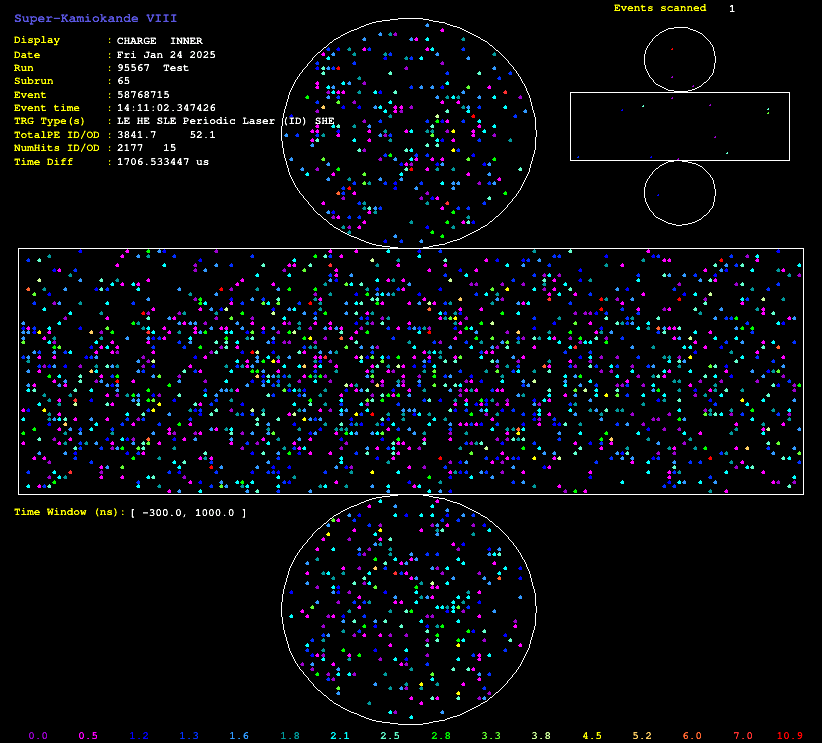 Super-Kamiokande VIII
Display : CHARGE INNER
Date : Fri Jan 24 2025
Run : 95567 Test
Subrun : 65
Event : 58768715
Event time : 14:11:02.347426
TRG Type(s) : LE HE SLE Periodic Laser (ID) SHE
TotalPE ID/OD : 3841.7 52.1
NumHits ID/OD : 2177 15
Time Diff : 1706.533447 us
Events scanned 1
Time Window (ns): [ -300.0, 1000.0 ]
0.0 0.5 1.2 1.3 1.6 1.8 2.1 2.5 2.8 3.3 3.8 4.5 5.2 6.0 7.0 10.9